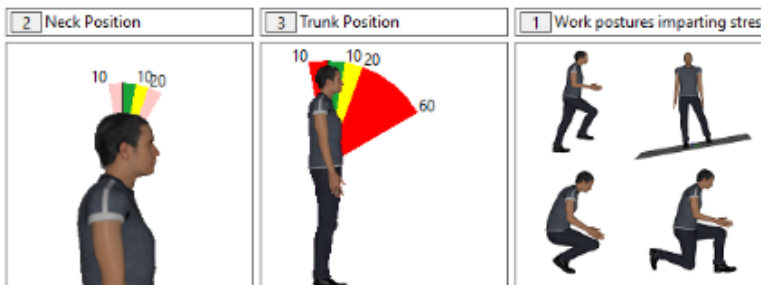 2 Neck Position
3 Trunk Position
1 Work postures imparting stres
10 10 20
10 10 20
60